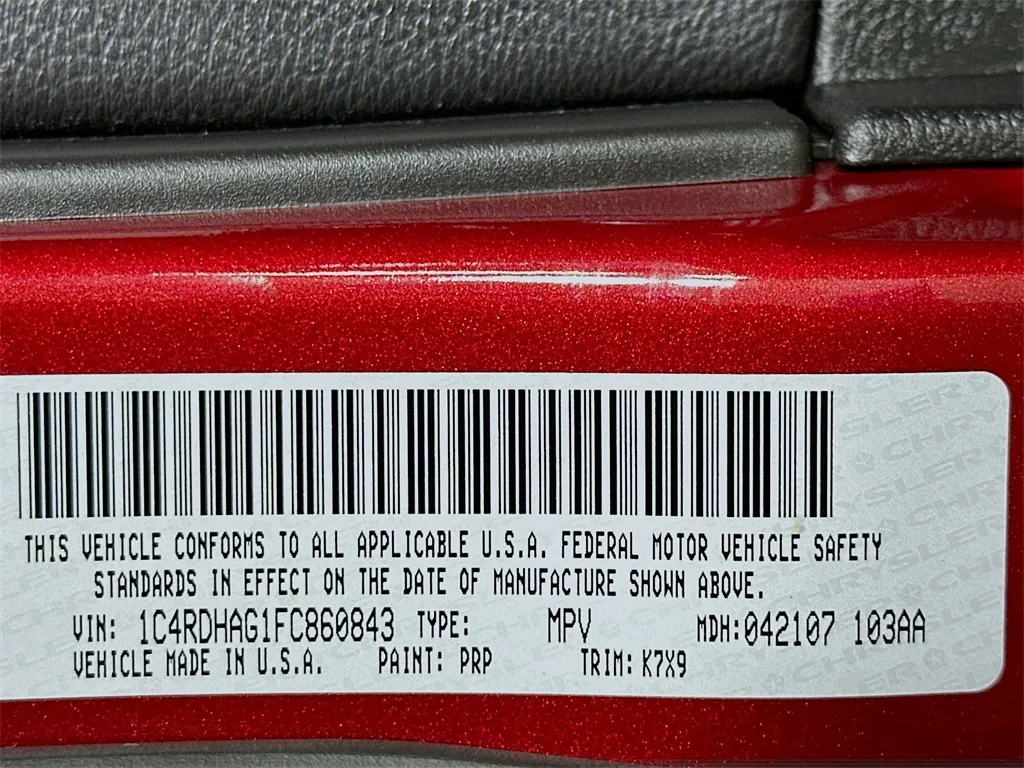 THIS VEHICLE CONFORMS TO ALL APPLICABLE U.S.A. FEDERAL MOTOR VEHICLE SAFETY
STANDARDS IN EFFECT ON THE DATE OF MANUFACTURE SHOWN ABOVE.
VIN: 1C4RDHAG1FC860843 TYPE: MPV MDH:042107 103AA
VEHICLE MADE IN U.S.A. PAINT: PRP TRIM: K7X9